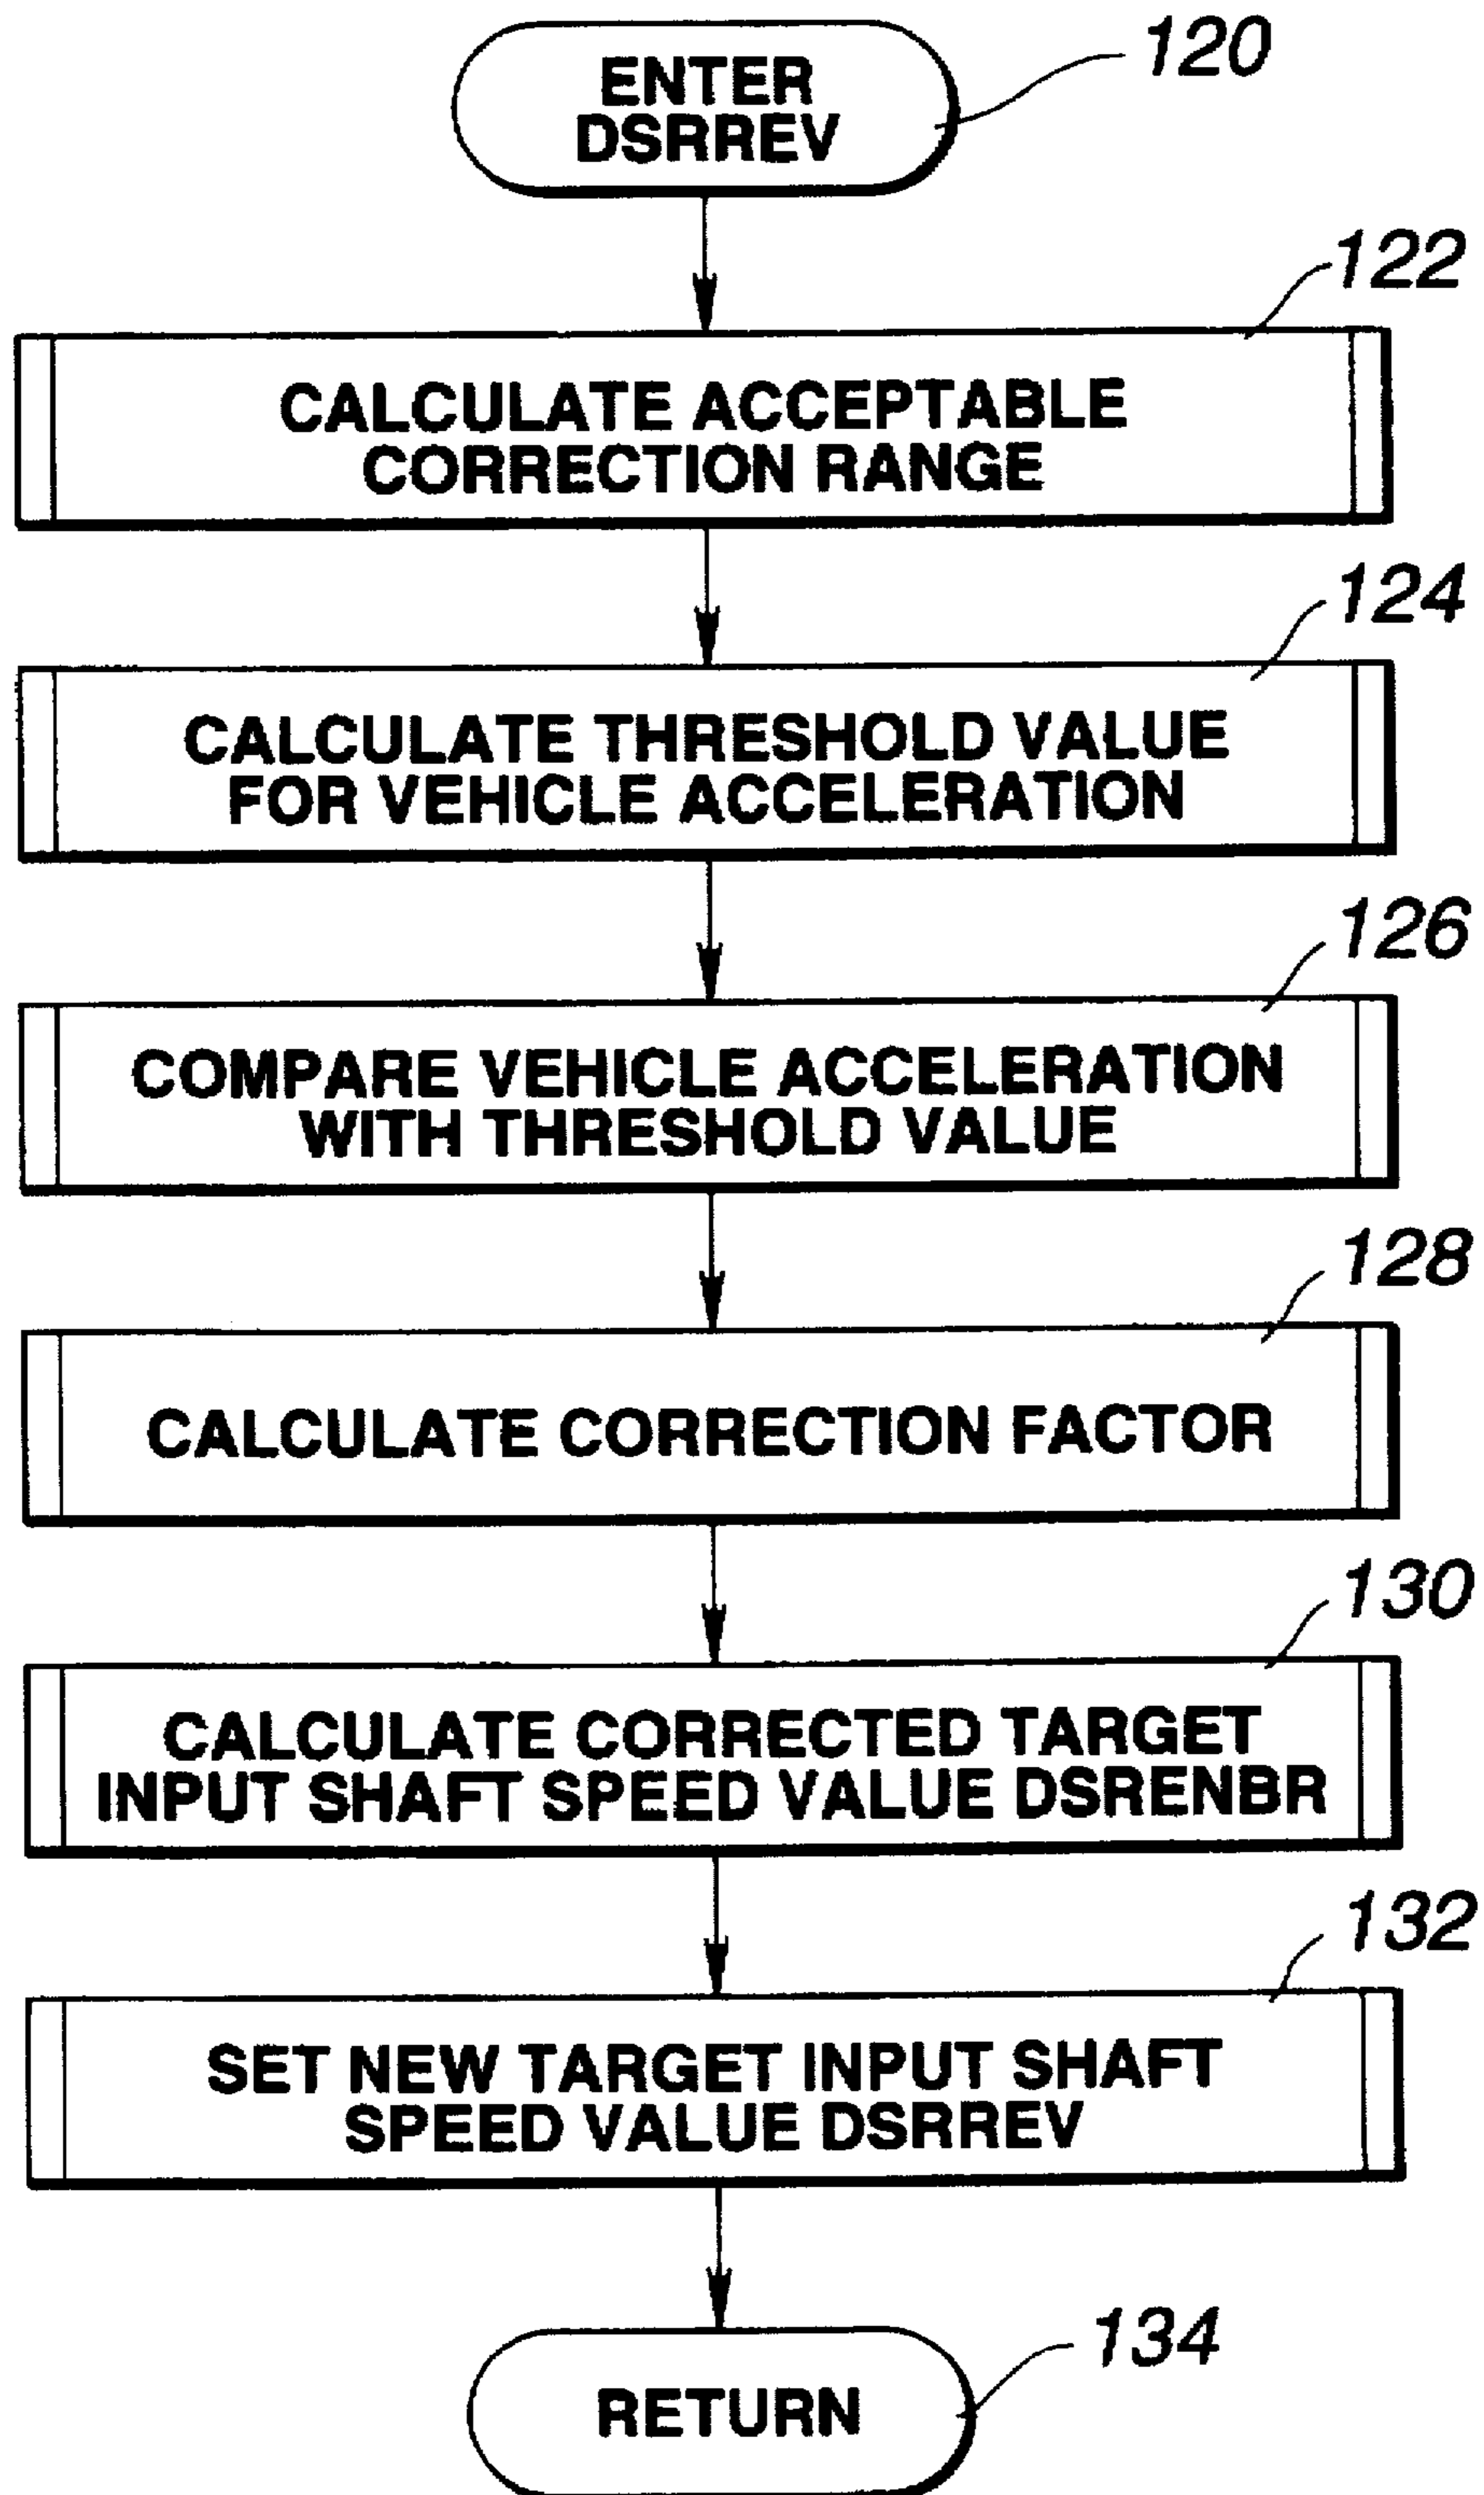 ENTER
DSRREV
120
122
CALCULATE ACCEPTABLE
CORRECTION RANGE
124
CALCULATE THRESHOLD VALUE
FOR VEHICLE ACCELERATION
126
COMPARE VEHICLE ACCELERATION
WITH THRESHOLD VALUE
128
CALCULATE CORRECTION FACTOR
130
CALCULATE CORRECTED TARGET
INPUT SHAFT SPEED VALUE DSRENBR
132
SET NEW TARGET INPUT SHAFT
SPEED VALUE DSRREV
134
RETURN